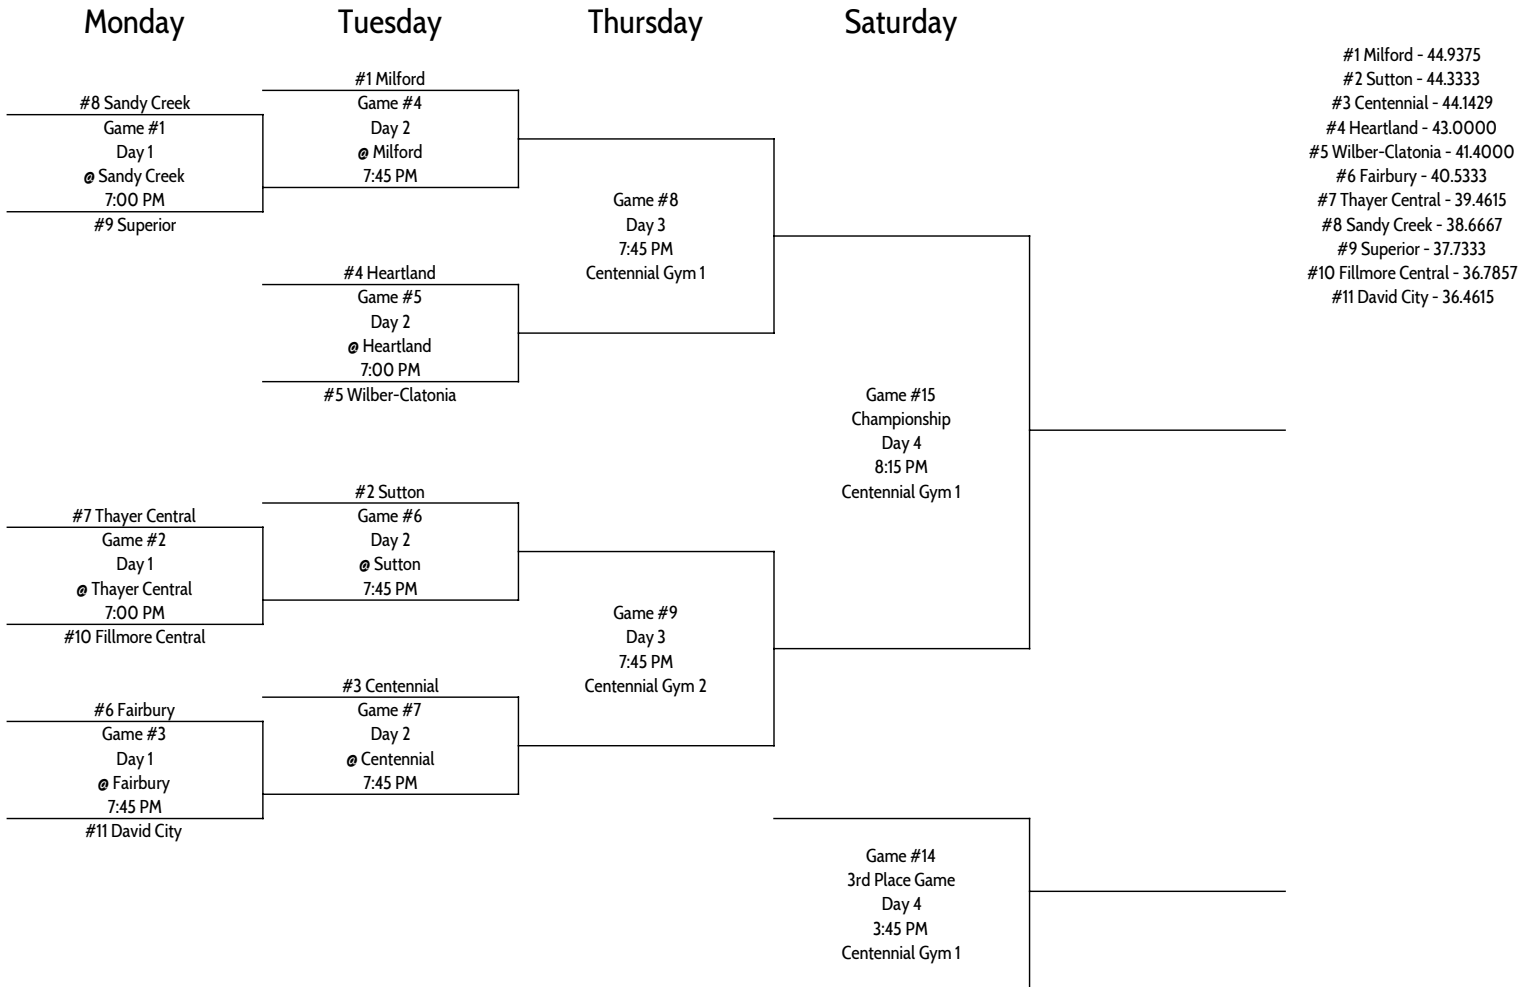 Monday
Tuesday
Thursday
Saturday
#8 Sandy Creek
Game #1
Day 1
@ Sandy Creek
7:00 PM
#9 Superior
#7 Thayer Central
Game #2
Day 1
@ Thayer Central
7:00 PM
#10 Fillmore Central
#6 Fairbury
Game #3
Day 1
@ Fairbury
7:45 PM
#11 David City
#1 Milford
Game #4
Day 2
@ Milford
7:45 PM
#4 Heartland
Game #5
Day 2
@ Heartland
7:00 PM
#5 Wilber-Clatonia
#2 Sutton
Game #6
Day 2
@ Sutton
7:45 PM
#3 Centennial
Game #7
Day 2
@ Centennial
7:45 PM
Game #8
Day 3
7:45 PM
Centennial Gym 1
Game #9
Day 3
7:45 PM
Centennial Gym 2
Game #15
Championship
Day 4
8:15 PM
Centennial Gym 1
Game #14
3rd Place Game
Day 4
3:45 PM
Centennial Gym 1
#1 Milford - 44.9375
#2 Sutton - 44.3333
#3 Centennial - 44.1429
#4 Heartland - 43.0000
#5 Wilber-Clatonia - 41.4000
#6 Fairbury - 40.5333
#7 Thayer Central - 39.4615
#8 Sandy Creek - 38.6667
#9 Superior - 37.7333
#10 Fillmore Central - 36.7857
#11 David City - 36.4615